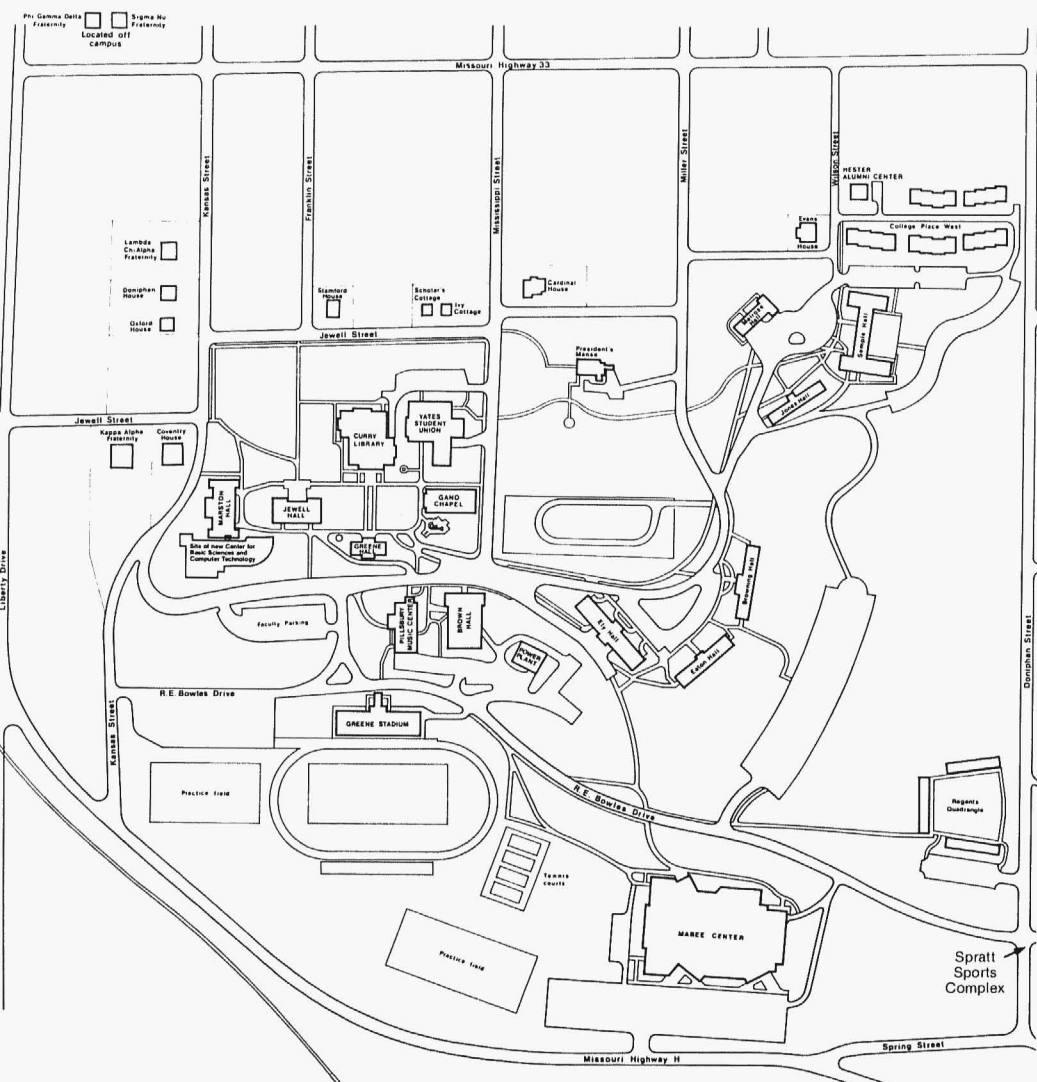 Phi Gamma Delta
Fraternity
Sigma Nu
Fraternity
Located off
campus
Missouri Highway 33
Kansas Street
Franklin Street
Mississippi Street
Miller Street
Wilson Street
HESTER
ALUMNI CENTER
College Place West
Evans
House
Lambda
Chi Alpha
Fraternity
Doniphan
House
Oxford
House
Stamford
House
Scholar's
Cottage
Ivy
Cottage
Cardinal
House
Melrose
Hall
Semple Hall
Jewell Street
President's
Manse
Jones Hall
Jewell Street
Kappa Alpha
Fraternity
Coventry
House
CURRY
LIBRARY
YATES
STUDENT
UNION
MARSTON
HALL
JEWELL
HALL
GANO
CHAPEL
GREENE
HALL
Site of new Center for
Basic Sciences and
Computer Technology
Liberty Drive
Browning Hall
Faculty Parking
PILLSBURY
MUSIC CENTER
BROWN
HALL
Ely Hall
Eaton Hall
POWER
PLANT
Doniphan Street
R.E. Bowles Drive
Kansas Street
GREENE STADIUM
Practice field
R.E. Bowles Drive
Regents
Quadrangle
Tennis
courts
MABEE CENTER
Practice field
Spratt
Sports
Complex
Spring Street
Missouri Highway H